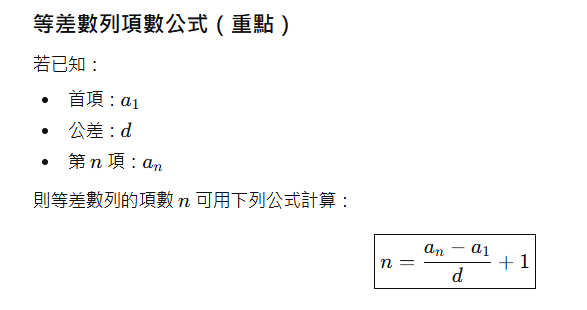 等差數列項數公式（重點）
若已知：
• 首項：a₁
• 公差：d
• 第 n 項：aₙ
則等差數列的項數 n 可用下列公式計算：
n = (aₙ − a₁)/d + 1